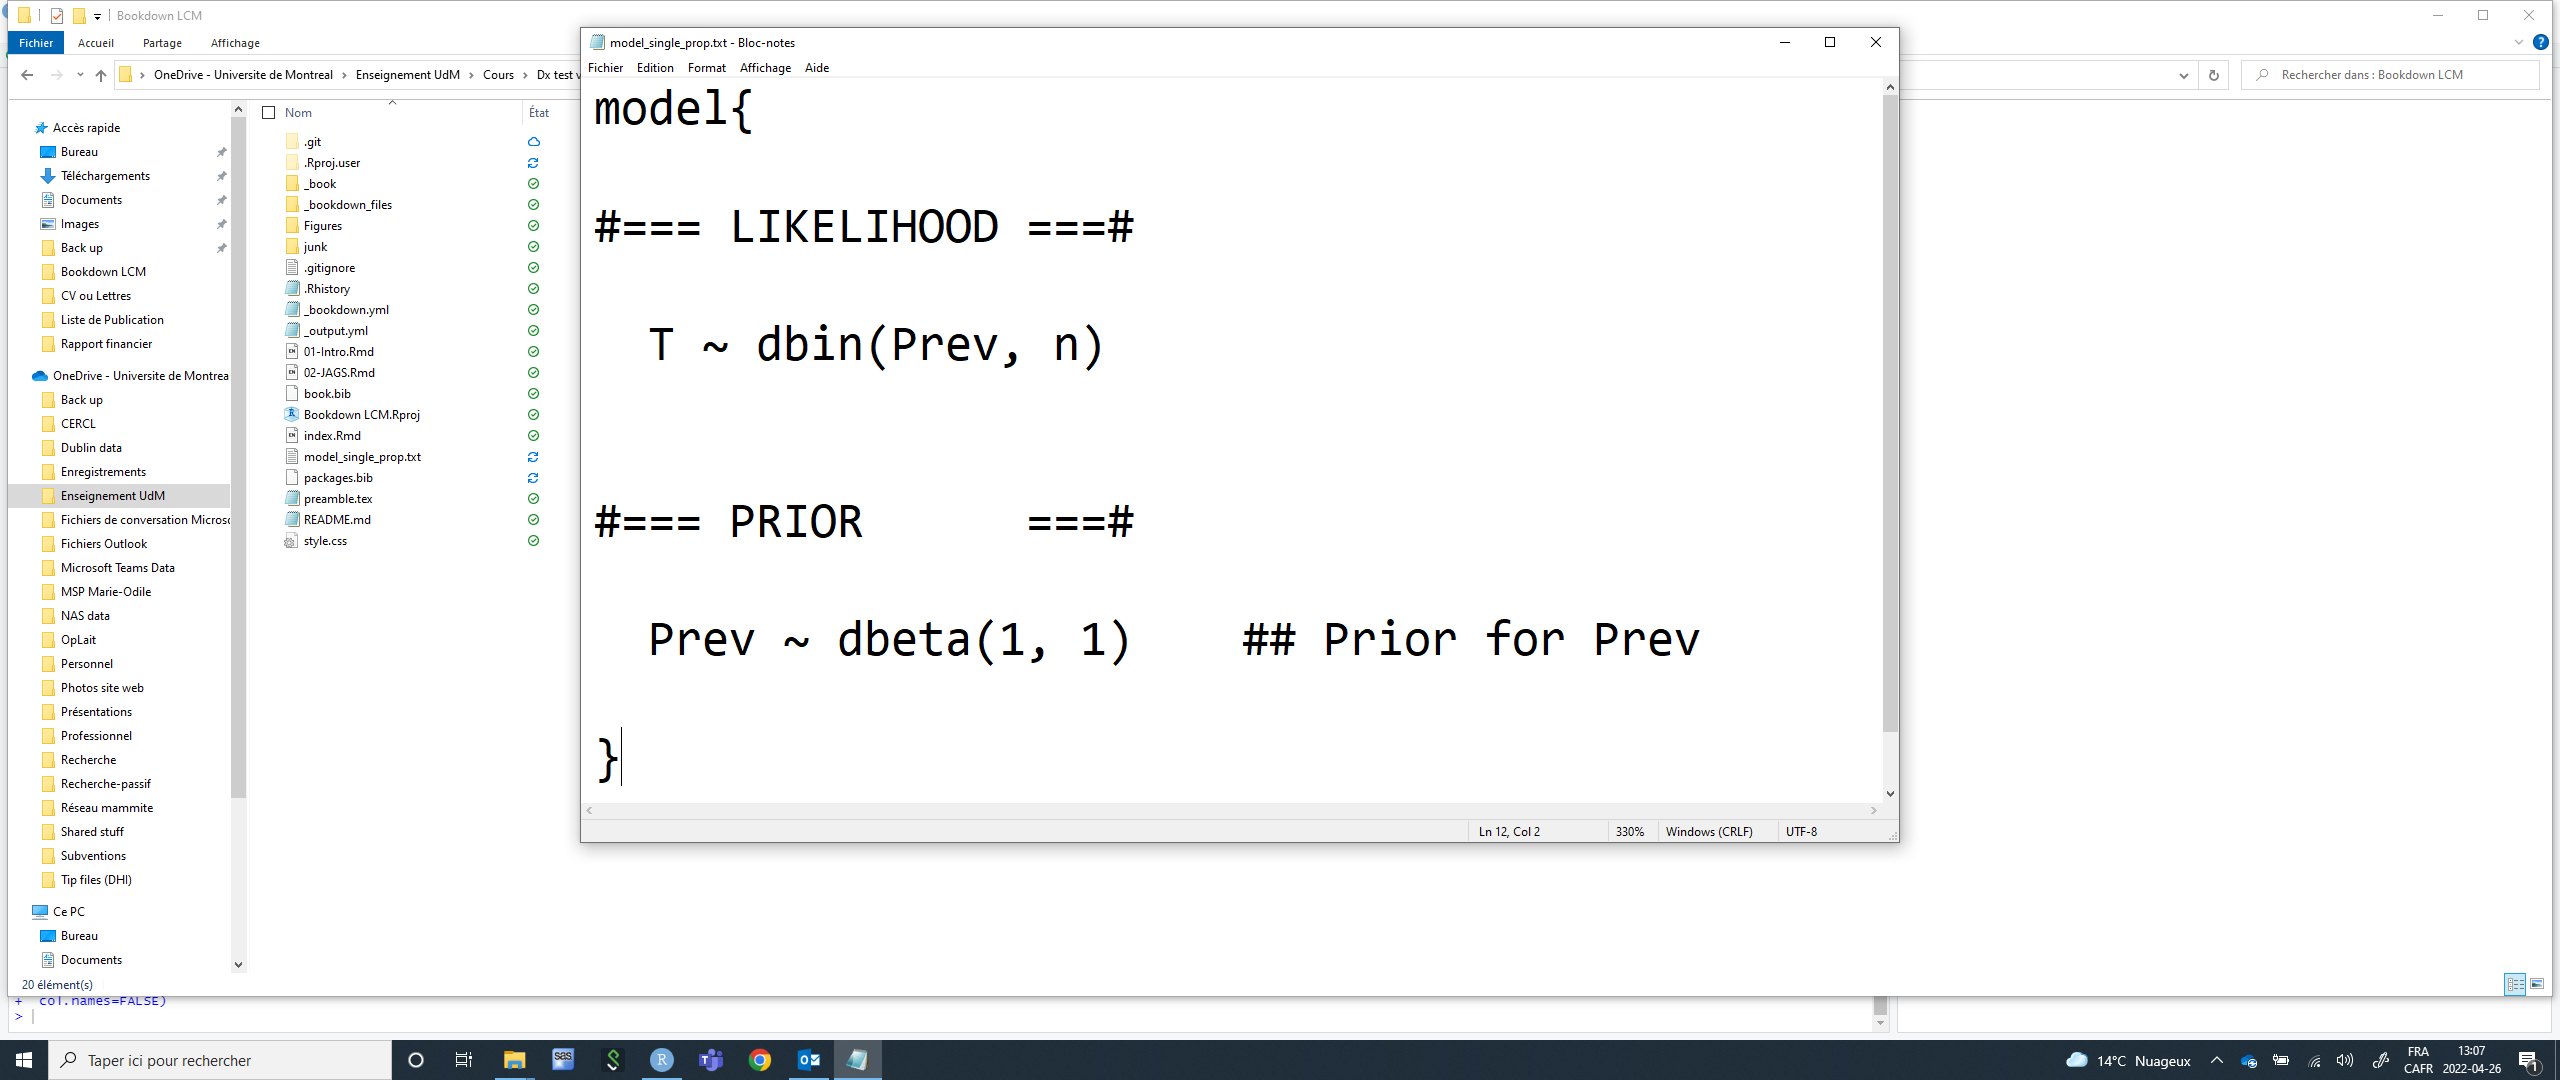 Bookdown LCM
Fichier Accueil Partage Affichage
OneDrive - Universite de Montreal Enseignement UdM Cours Dx test v
Rechercher dans : Bookdown LCM
Accès rapide
Bureau
Téléchargements
Documents
Images
Back up
Bookdown LCM
CV ou Lettres
Liste de Publication
Rapport financier
OneDrive - Universite de Montrea
Back up
CERCL
Dublin data
Enregistrements
Enseignement UdM
Fichiers de conversation Microso
Fichiers Outlook
Microsoft Teams Data
MSP Marie-Odile
NAS data
OpLait
Personnel
Photos site web
Présentations
Professionnel
Recherche
Recherche-passif
Réseau mammite
Shared stuff
Subventions
Tip files (DHI)
Ce PC
Bureau
Documents
20 élément(s)
Nom État
.git
.Rproj.user
_book
_bookdown_files
Figures
junk
.gitignore
.Rhistory
_bookdown.yml
_output.yml
01-Intro.Rmd
02-JAGS.Rmd
book.bib
Bookdown LCM.Rproj
index.Rmd
model_single_prop.txt
packages.bib
preamble.tex
README.md
style.css
model_single_prop.txt - Bloc-notes
Fichier Edition Format Affichage Aide
model{
#=== LIKELIHOOD ===#
T ~ dbin(Prev, n)
#=== PRIOR ===#
Prev ~ dbeta(1, 1) ## Prior for Prev
}
Ln 12, Col 2 330% Windows (CRLF) UTF-8
+ col.names=FALSE)
>
Taper ici pour rechercher
14°C Nuageux
FRA
CAFR
13:07
2022-04-26
1